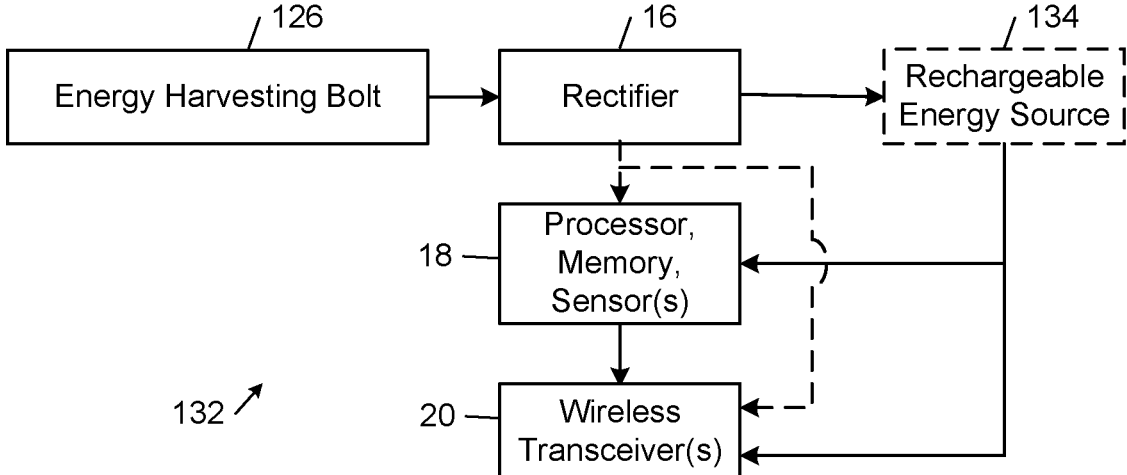 126
16
134
Energy Harvesting Bolt
Rectifier
Rechargeable
Energy Source
18
Processor,
Memory,
Sensor(s)
132
20
Wireless
Transceiver(s)